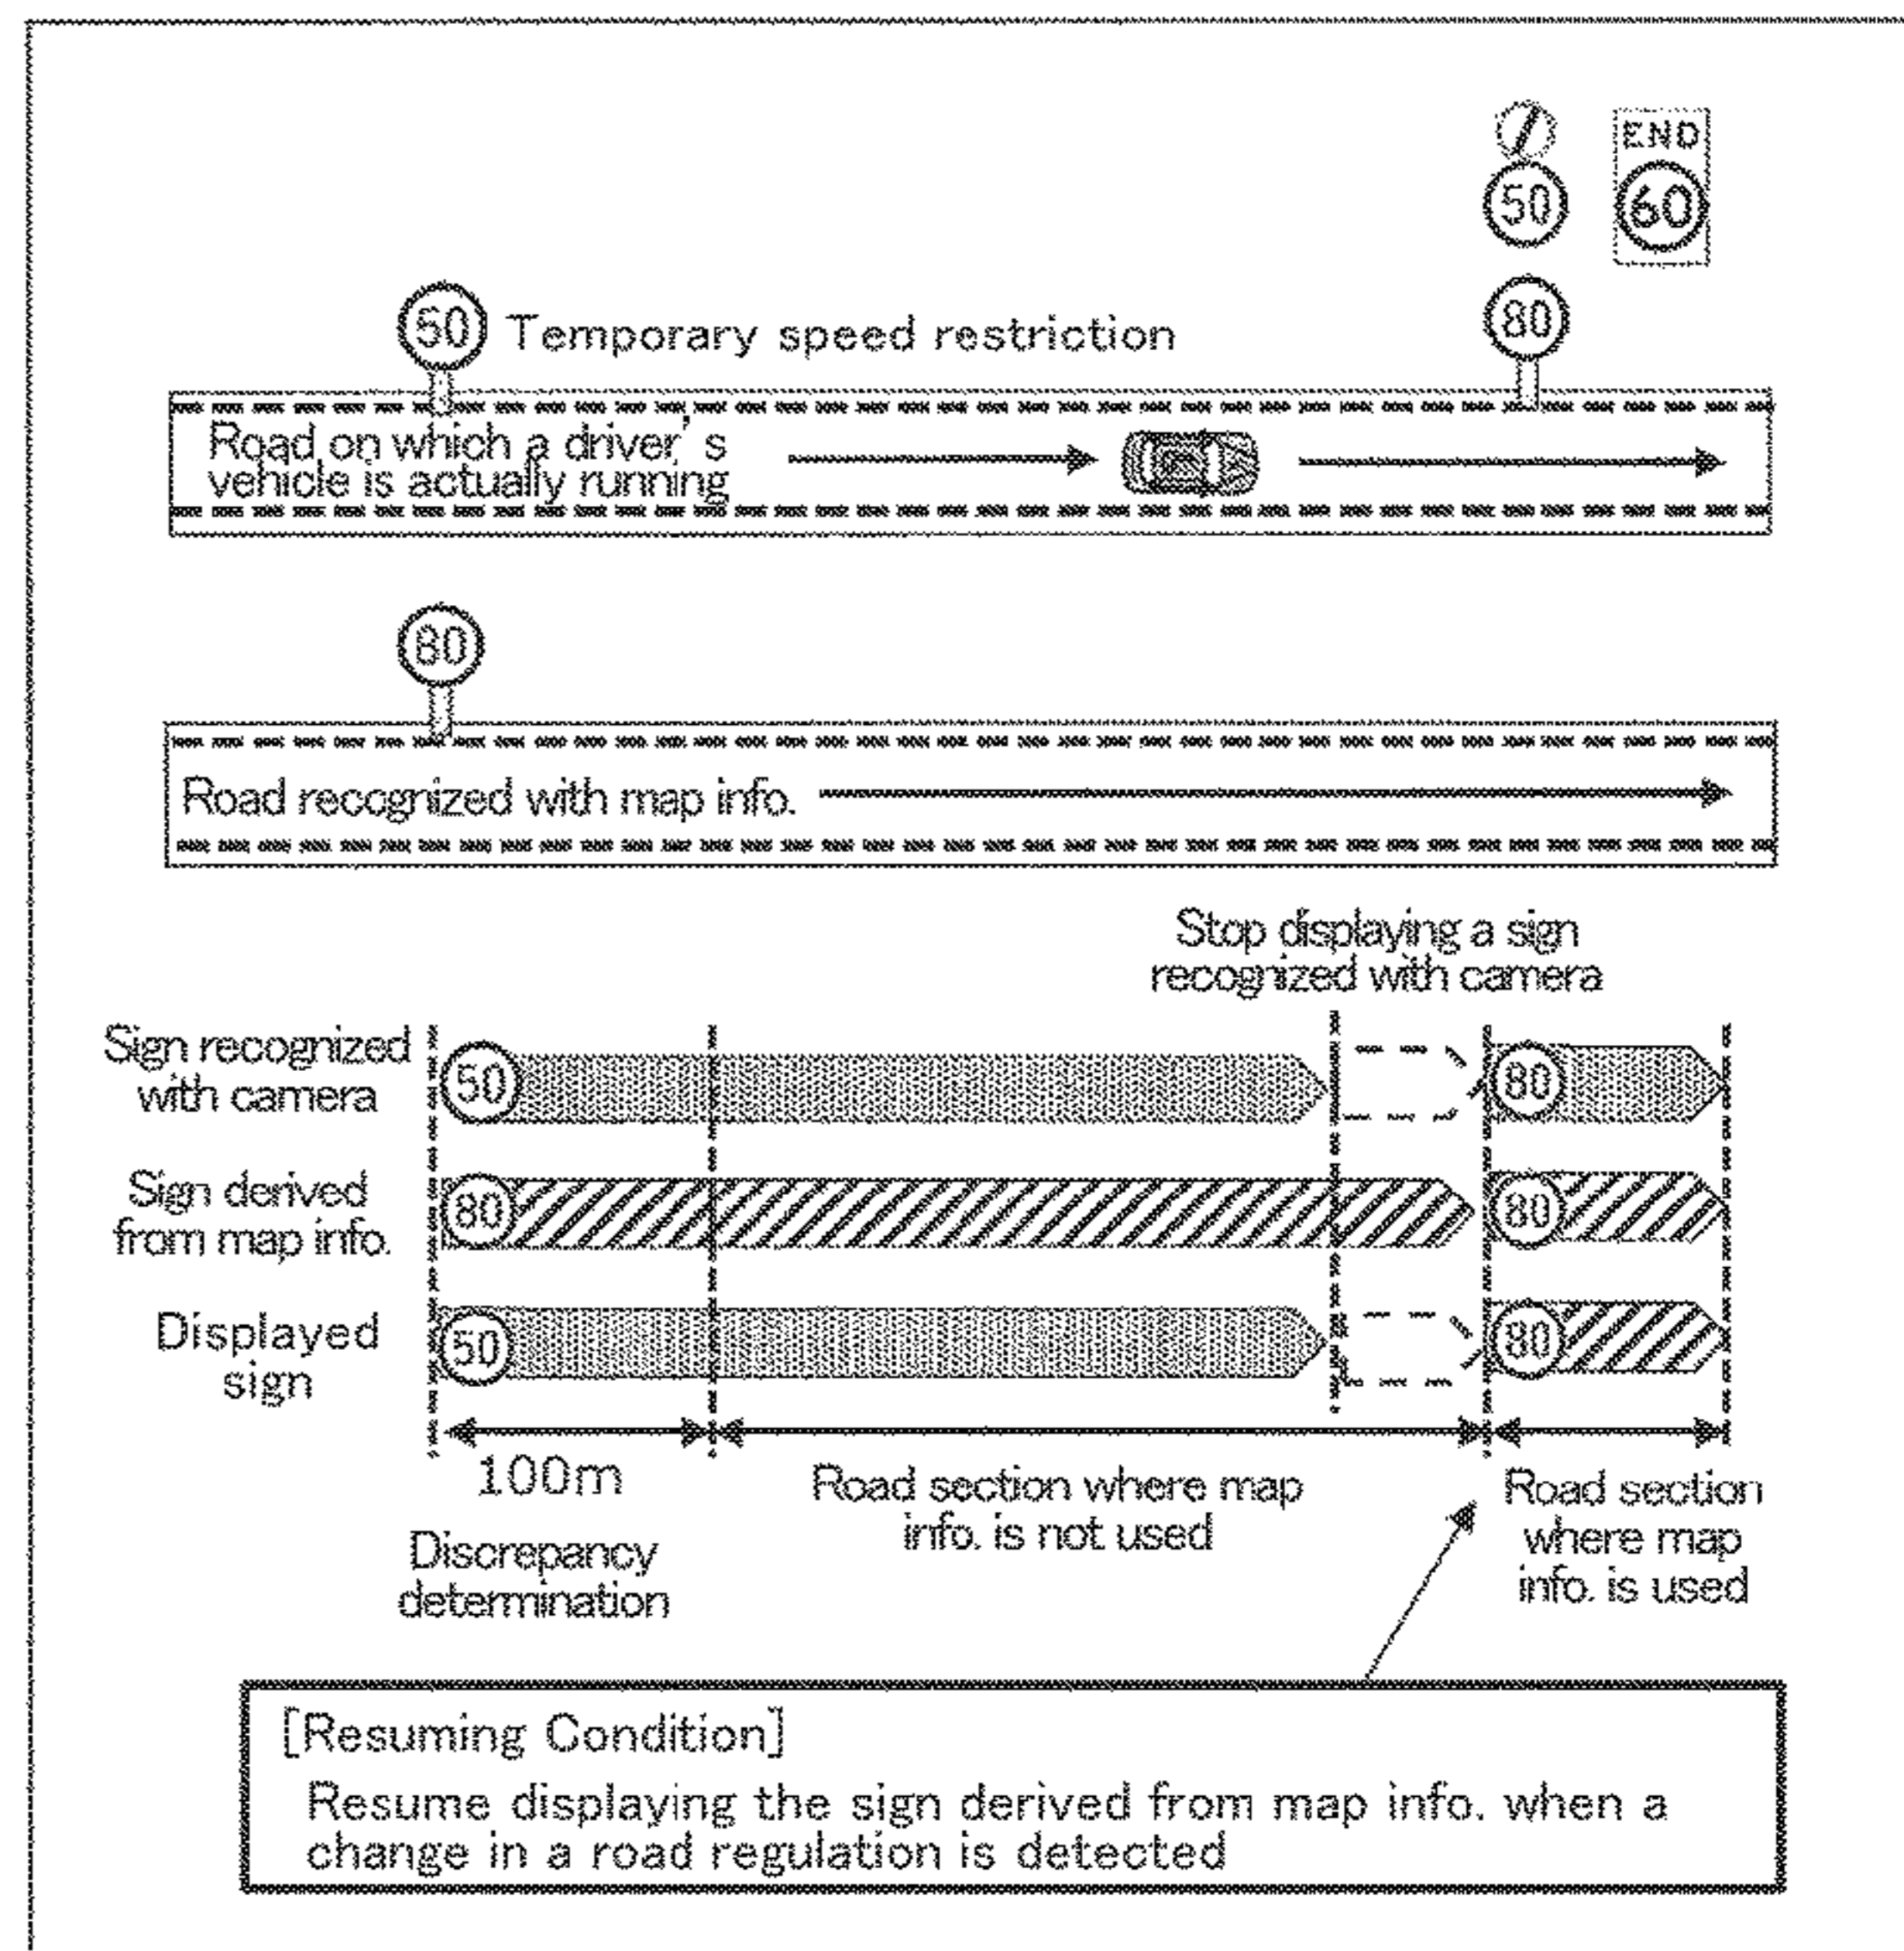 END
50
60
50 Temporary speed restriction
80
Road on which a driver's
vehicle is actually running
80
Road recognized with map info.
Stop displaying a sign
recognized with camera
Sign recognized
with camera
50
80
Sign derived
from map info.
80
80
Displayed
sign
50
80
100m
Discrepancy
determination
Road section where map
info. is not used
Road section
where map
info. is used
[Resuming Condition]
Resume displaying the sign derived from map info. when a
change in a road regulation is detected